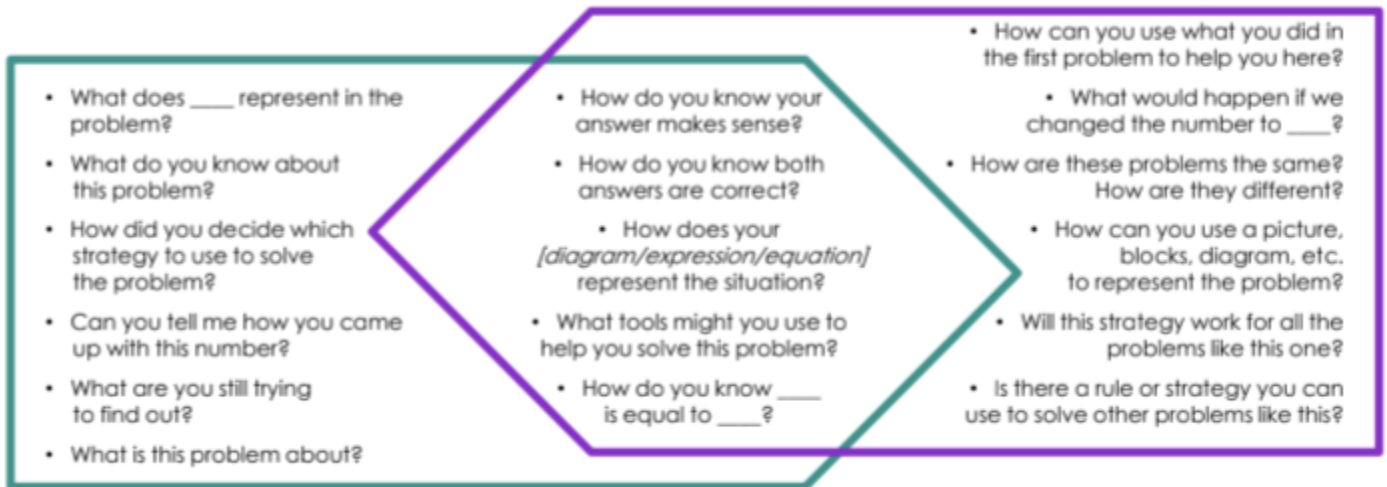 • What does ____ represent in the
problem?
• What do you know about
this problem?
• How did you decide which
strategy to use to solve
the problem?
• Can you tell me how you came
up with this number?
• What are you still trying
to find out?
• What is this problem about?
• How do you know your
answer makes sense?
• How do you know both
answers are correct?
• How does your
[diagram/expression/equation]
represent the situation?
• What tools might you use to
help you solve this problem?
• How do you know ____
is equal to ____?
• How can you use what you did in
the first problem to help you here?
• What would happen if we
changed the number to ____?
• How are these problems the same?
How are they different?
• How can you use a picture,
blocks, diagram, etc.
to represent the problem?
• Will this strategy work for all the
problems like this one?
• Is there a rule or strategy you can
use to solve other problems like this?